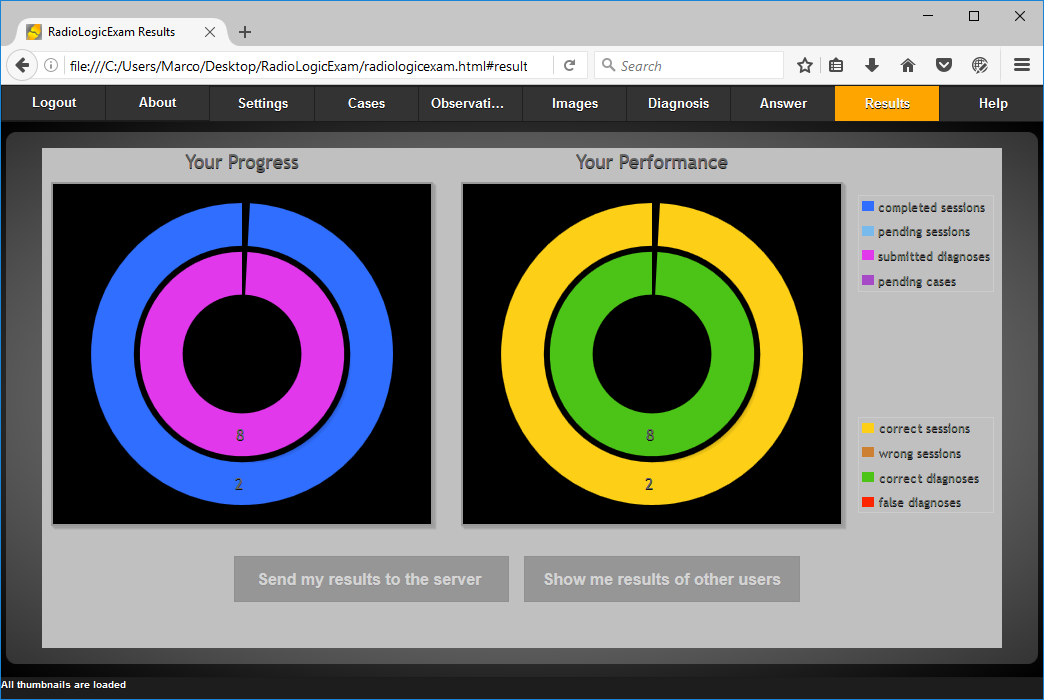 RadioLogicExam Results
file:///C:/Users/Marco/Desktop/RadioLogicExam/radiologicexam.html#result
Search
Logout About Settings Cases Observati... Images Diagnosis Answer Results Help
Your Progress
Your Performance
8
2
8
2
completed sessions
pending sessions
submitted diagnoses
pending cases
correct sessions
wrong sessions
correct diagnoses
false diagnoses
Send my results to the server
Show me results of other users
All thumbnails are loaded